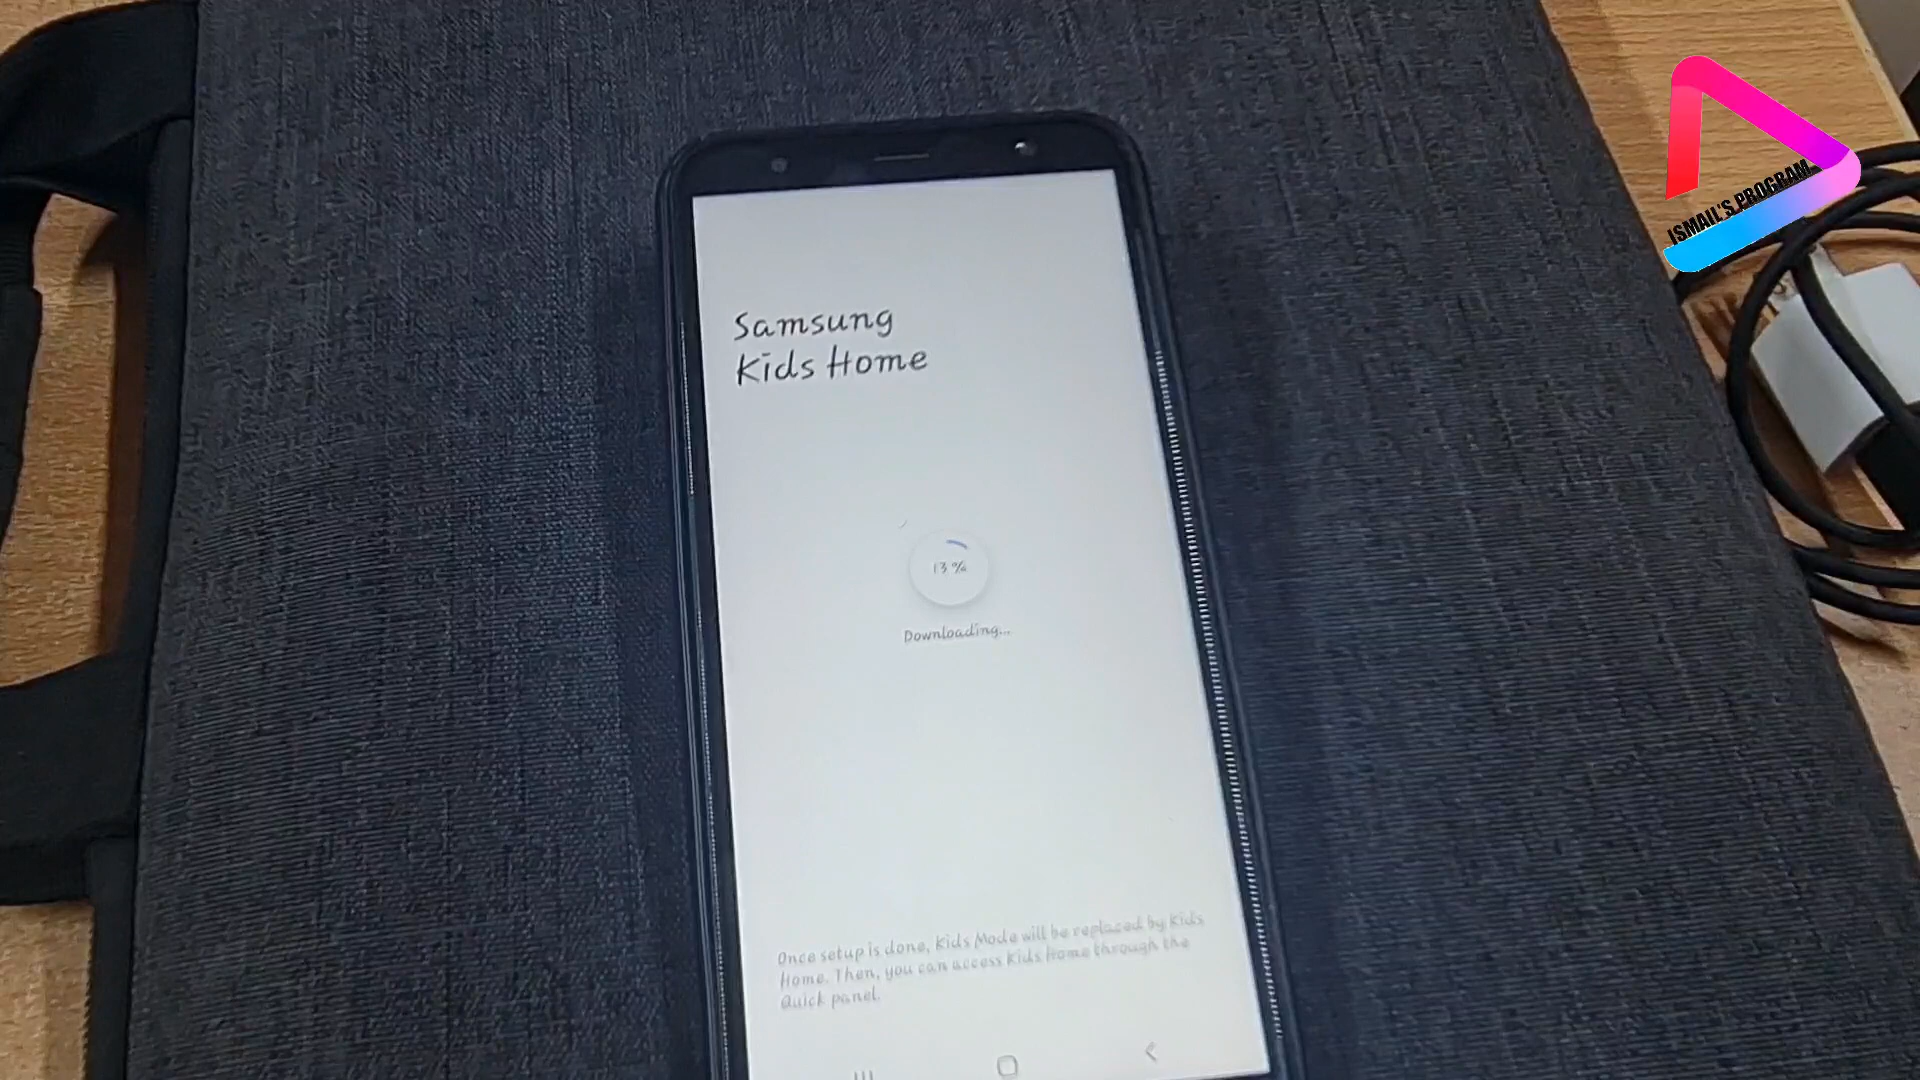 ISMAIL'S PROGRAM
Samsung
Kids Home
13 %
Downloading...
Once setup is done, Kids Mode will be replaced by Kids
Home. Then, you can access Kids Home through the
Quick panel.